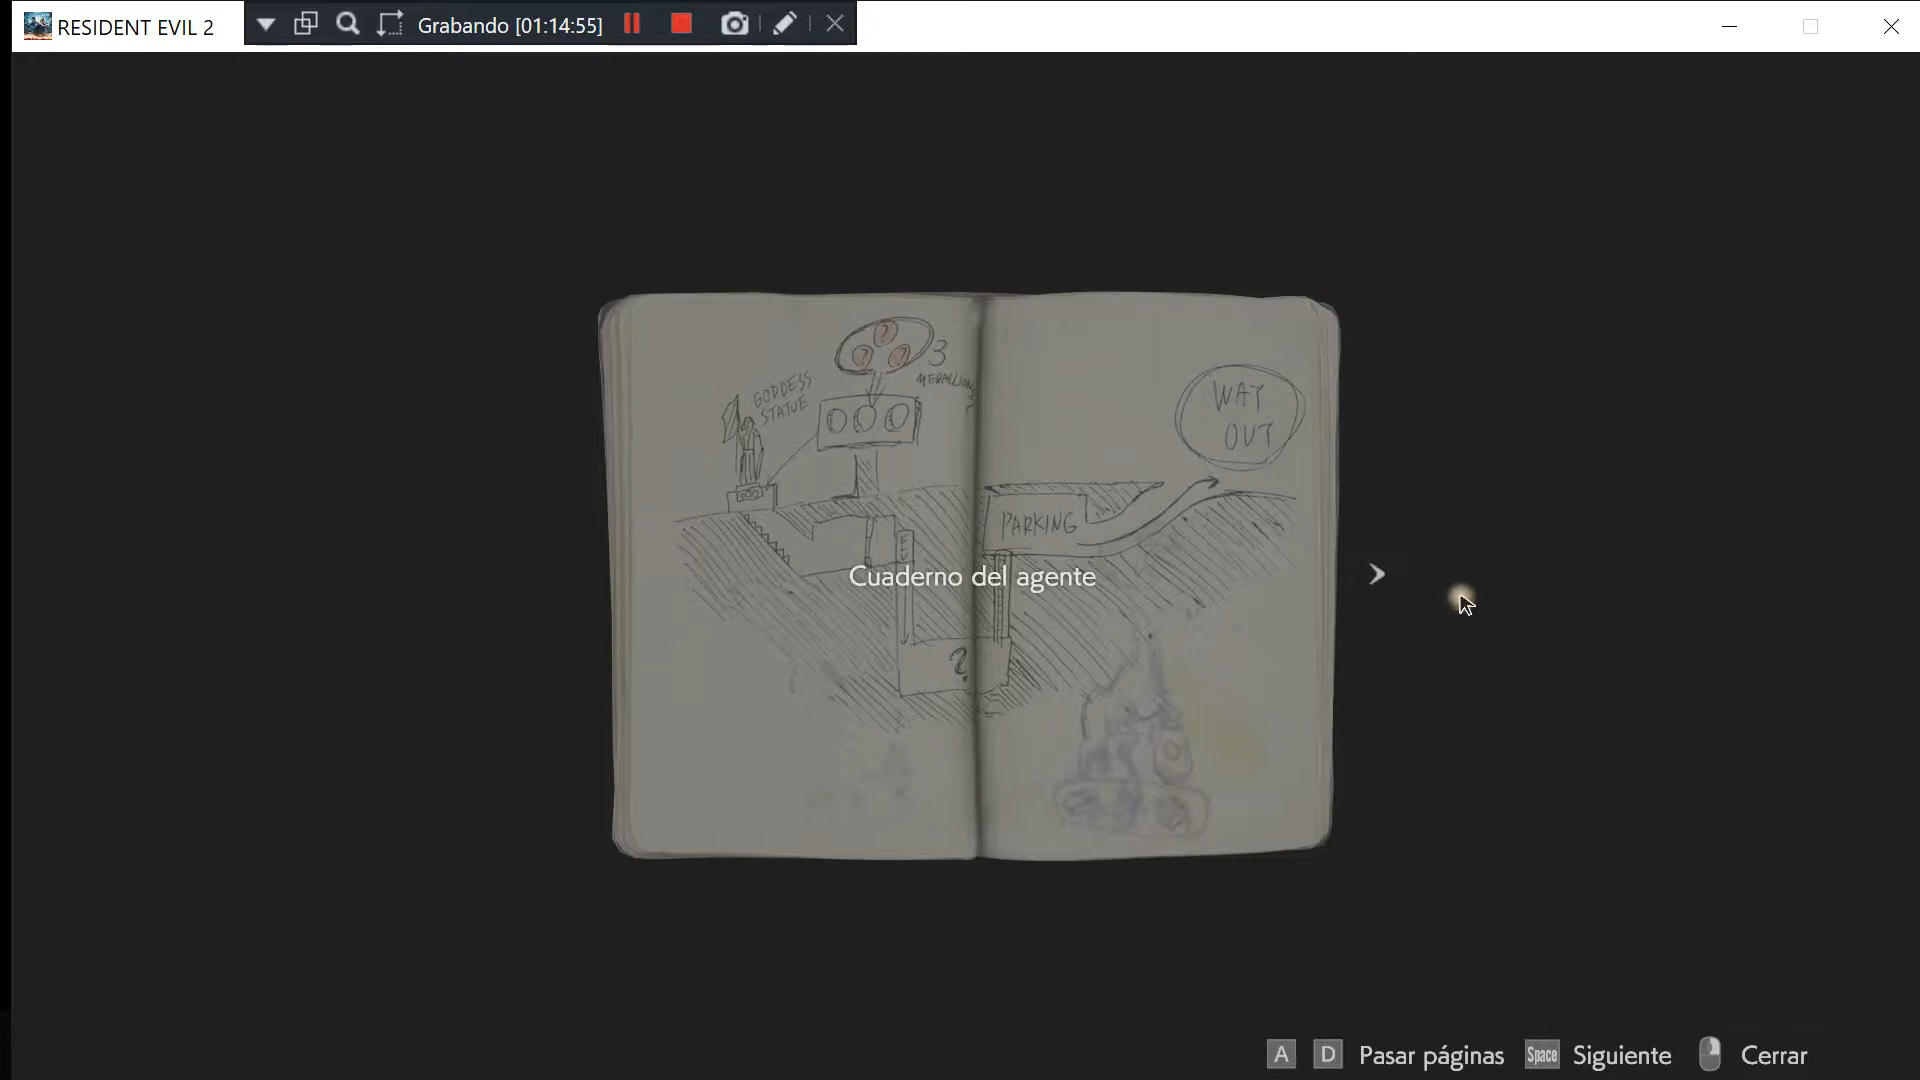 RESIDENT EVIL 2
Grabando [01:14:55]
3
MEDALLIONS
GODDESS
STATUE
WAY
OUT
PARKING
Cuaderno del agente
?
A D Pasar páginas Space Siguiente Cerrar